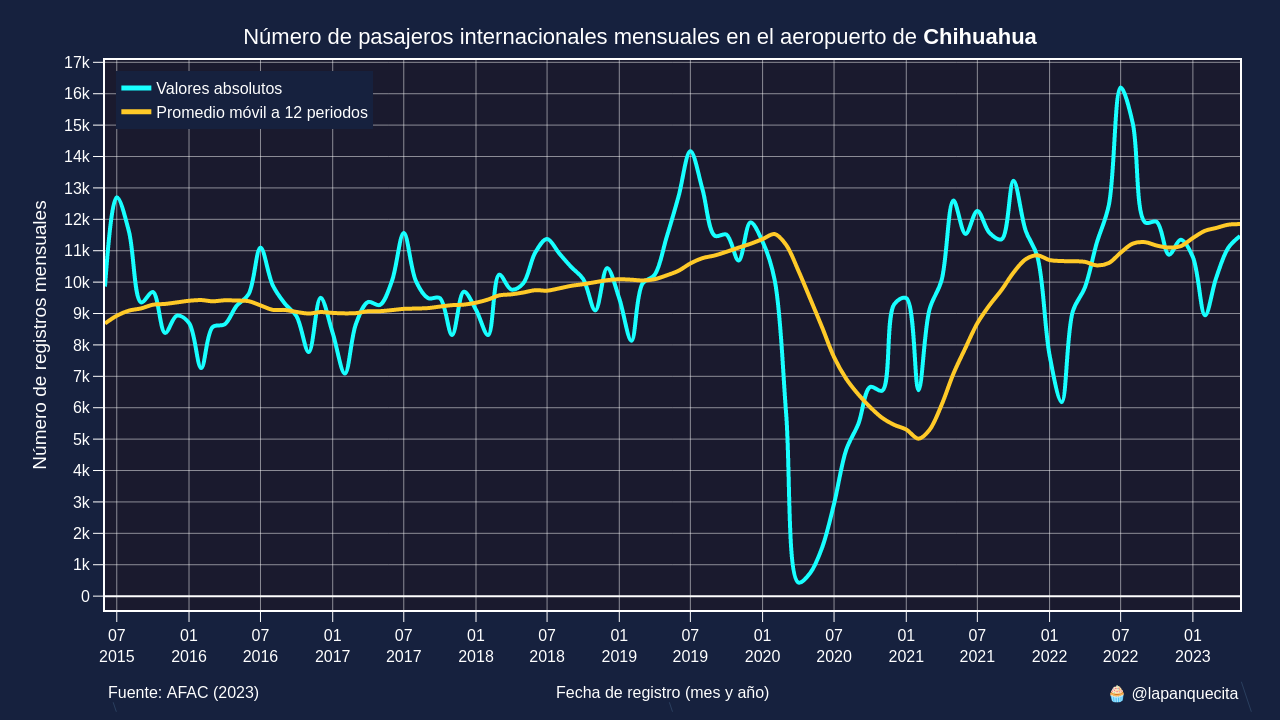 Número de pasajeros internacionales mensuales en el aeropuerto de Chihuahua
Valores absolutos
Promedio móvil a 12 periodos
Número de registros mensuales
17k
16k
15k
14k
13k
12k
11k
10k
9k
8k
7k
6k
5k
4k
3k
2k
1k
0
07 01 07 01 07 01 07 01 07 01 07 01 07 01 07 01
2015 2016 2016 2017 2017 2018 2018 2019 2019 2020 2020 2021 2021 2022 2022 2023
Fuente: AFAC (2023) Fecha de registro (mes y año) 🧁 @lapanquecita